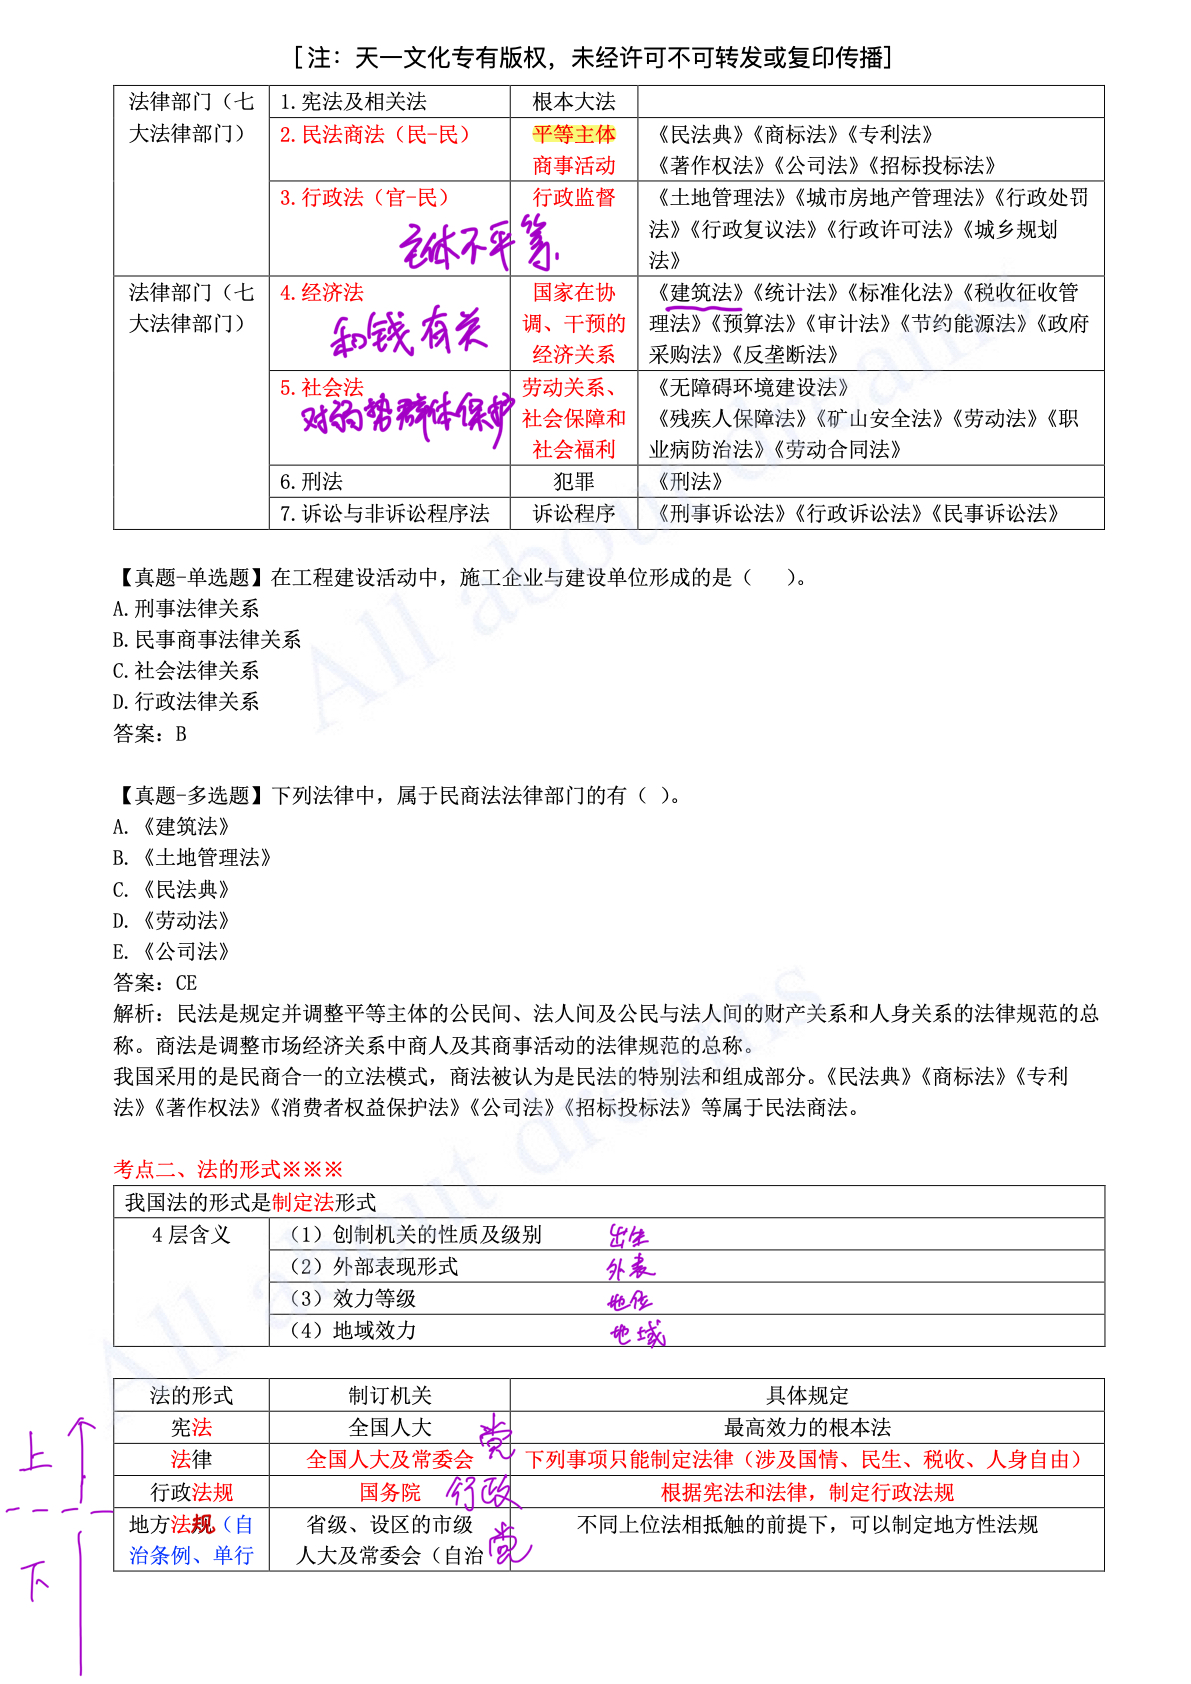 [注：天一文化专有版权，未经许可不可转发或复印传播]
法律部门（七大法律部门） 1.宪法及相关法 根本大法
2.民法商法（民-民） 平等主体 《民法典》《商标法》《专利法》
商事活动 《著作权法》《公司法》《招标投标法》
3.行政法（官-民） 行政监督 《土地管理法》《城市房地产管理法》《行政处罚
主体不平等. 法》《行政复议法》《行政许可法》《城乡规划
法》
法律部门（七大法律部门） 4.经济法 国家在协 《建筑法》《统计法》《标准化法》《税收征收管
和钱有关 调、干预的 理法》《预算法》《审计法》《节约能源法》《政府
经济关系 采购法》《反垄断法》
5.社会法 劳动关系、 《无障碍环境建设法》
对弱势群体保护 社会保障和 《残疾人保障法》《矿山安全法》《劳动法》《职
社会福利 业病防治法》《劳动合同法》
6.刑法 犯罪 《刑法》
7.诉讼与非诉讼程序法 诉讼程序 《刑事诉讼法》《行政诉讼法》《民事诉讼法》
【真题-单选题】在工程建设活动中，施工企业与建设单位形成的是（ ）。
A.刑事法律关系
B.民事商事法律关系
C.社会法律关系
D.行政法律关系
答案：B
【真题-多选题】下列法律中，属于民商法法律部门的有（ ）。
A.《建筑法》
B.《土地管理法》
C.《民法典》
D.《劳动法》
E.《公司法》
答案：CE
解析：民法是规定并调整平等主体的公民间、法人间及公民与法人间的财产关系和人身关系的法律规范的总
称。商法是调整市场经济关系中商人及其商事活动的法律规范的总称。
我国采用的是民商合一的立法模式，商法被认为是民法的特别法和组成部分。《民法典》《商标法》《专利
法》《著作权法》《消费者权益保护法》《公司法》《招标投标法》等属于民法商法。
考点二、法的形式※※※
我国法的形式是制定法形式
4层含义 （1）创制机关的性质及级别 出生
（2）外部表现形式 外表
（3）效力等级 地位
（4）地域效力 地域
法的形式 制订机关 具体规定
宪法 全国人大 党 最高效力的根本法
上 法律 全国人大及常委会 下列事项只能制定法律（涉及国情、民生、税收、人身自由）
行政法规 国务院 行政 根据宪法和法律，制定行政法规
地方法规（自 省级、设区的市级 不同上位法相抵触的前提下，可以制定地方性法规
下 治条例、单行 人大及常委会（自治 党
All about dreams
All about dreams